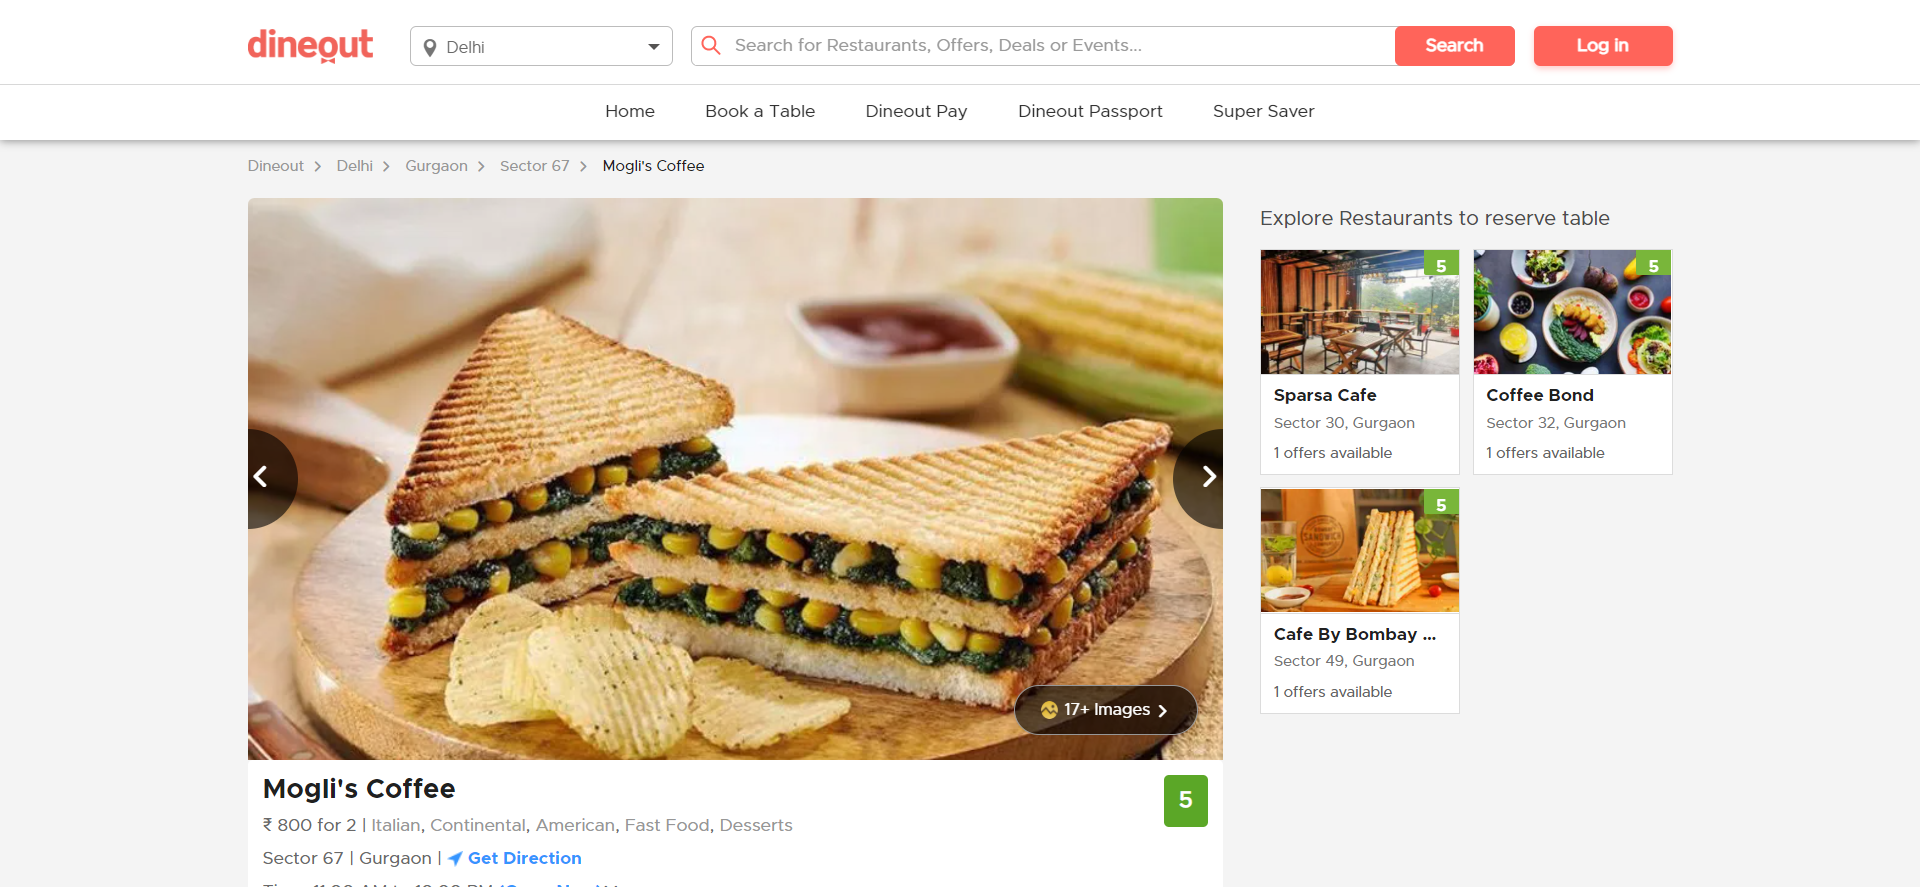 dineout
Delhi
Search for Restaurants, Offers, Deals or Events...
Search
Log in
Home
Book a Table
Dineout Pay
Dineout Passport
Super Saver
Dineout > Delhi > Gurgaon > Sector 67 > Mogli's Coffee
17+ Images
Mogli's Coffee
5
₹ 800 for 2 | Italian, Continental, American, Fast Food, Desserts
Sector 67 | Gurgaon | Get Direction
Explore Restaurants to reserve table
5
Sparsa Cafe
Sector 30, Gurgaon
1 offers available
5
Coffee Bond
Sector 32, Gurgaon
1 offers available
5
SANDWICH
Cafe By Bombay ...
Sector 49, Gurgaon
1 offers available